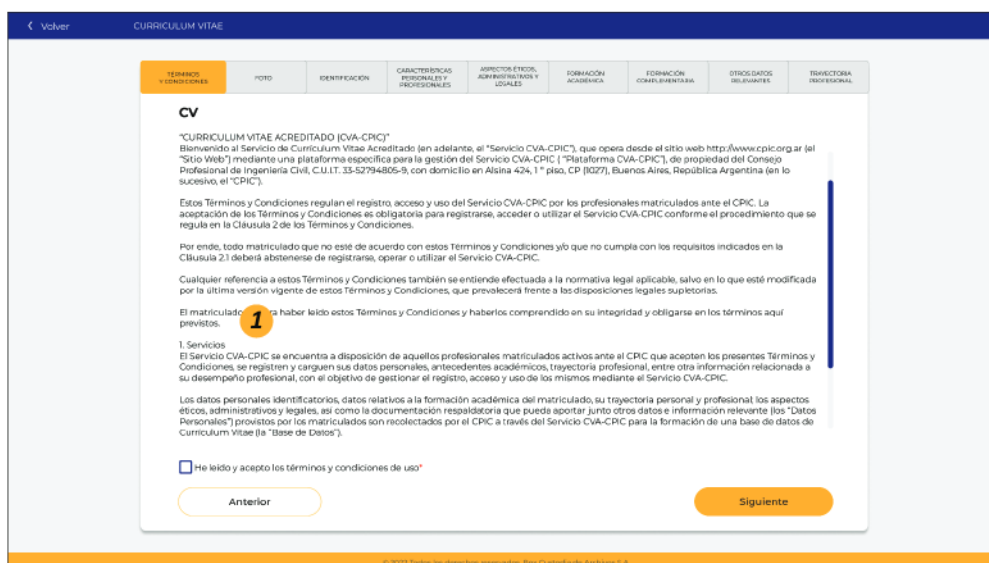 Volver
CURRICULUM VITAE
TÉRMINOS
Y CONDICIONES
FOTO
IDENTIFICACIÓN
CARACTERÍSTICAS
PERSONALES Y
PROFESIONALES
ASPECTOS ÉTICOS,
ADMINISTRATIVOS Y
LEGALES
FORMACIÓN
ACADÉMICA
FORMACIÓN
COMPLEMENTARIA
OTROS DATOS
RELEVANTES
TRAYECTORIA
PROFESIONAL
CV
"CURRICULUM VITAE ACREDITADO (CVA-CPIC)"
Bienvenido al Servicio de Currículum Vitae Acreditado (en adelante, el "Servicio CVA-CPIC"), que opera desde el sitio web http://www.cpic.org.ar (el
"Sitio Web") mediante una plataforma específica para la gestión del Servicio CVA-CPIC ( "Plataforma CVA-CPIC"), de propiedad del Consejo
Profesional de Ingeniería Civil, C.U.I.T. 33-52794805-9, con domicilio en Alsina 424, 1 ° piso, CP (1027), Buenos Aires, República Argentina (en lo
sucesivo, el "CPIC").
Estos Términos y Condiciones regulan el registro, acceso y uso del Servicio CVA-CPIC por los profesionales matriculados ante el CPIC. La
aceptación de los Términos y Condiciones es obligatoria para registrarse, acceder o utilizar el Servicio CVA-CPIC conforme el procedimiento que se
regula en la Cláusula 2 de los Términos y Condiciones.
Por ende, todo matriculado que no esté de acuerdo con estos Términos y Condiciones y/o que no cumpla con los requisitos indicados en la
Cláusula 2.1 deberá abstenerse de registrarse, operar o utilizar el Servicio CVA-CPIC.
Cualquier referencia a estos Términos y Condiciones también se entiende efectuada a la normativa legal aplicable, salvo en lo que esté modificada
por la última versión vigente de estos Términos y Condiciones, que prevalecerá frente a las disposiciones legales supletorias.
El matriculado haber leído estos Términos y Condiciones y haberlos comprendido en su integridad y obligarse en los términos aquí
previstos.
1
1. Servicios
El Servicio CVA-CPIC se encuentra a disposición de aquellos profesionales matriculados activos ante el CPIC que acepten los presentes Términos y
Condiciones, se registren y carguen sus datos personales, antecedentes académicos, trayectoria profesional, entre otra información relacionada a
su desempeño profesional, con el objetivo de gestionar el registro, acceso y uso de los mismos mediante el Servicio CVA-CPIC.
Los datos personales identificatorios, datos relativos a la formación académica del matriculado, su trayectoria personal y profesional; los aspectos
éticos, administrativos y legales, así como la documentación respaldatoria que pueda aportar junto otros datos e información relevante (los "Datos
Personales") provistos por los matriculados son recolectados por el CPIC a través del Servicio CVA-CPIC para la formación de una base de datos de
Currículum Vitae (la "Base de Datos").
He leído y acepto los términos y condiciones de uso*
Anterior
Siguiente